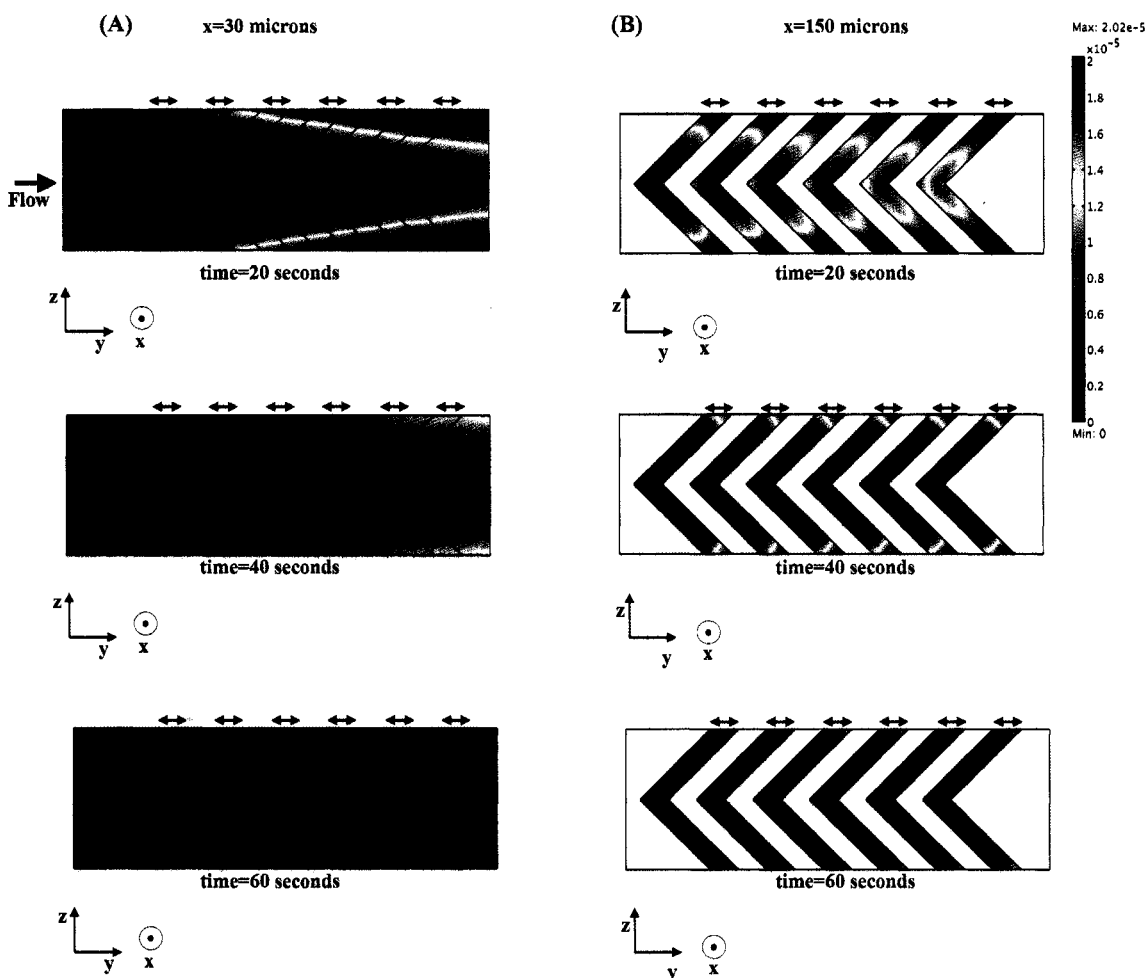 (A)
x=30 microns
(B)
x=150 microns
Max: 2.02e-5
×10⁻⁵
2
1.8
1.6
1.4
1.2
1
0.8
0.6
0.4
0.2
0
Min: 0
Flow
time=20 seconds
time=20 seconds
z
y
x
z
y
x
time=40 seconds
time=40 seconds
z
y
x
z
y
x
time=60 seconds
time=60 seconds
z
y
x
z
y
x